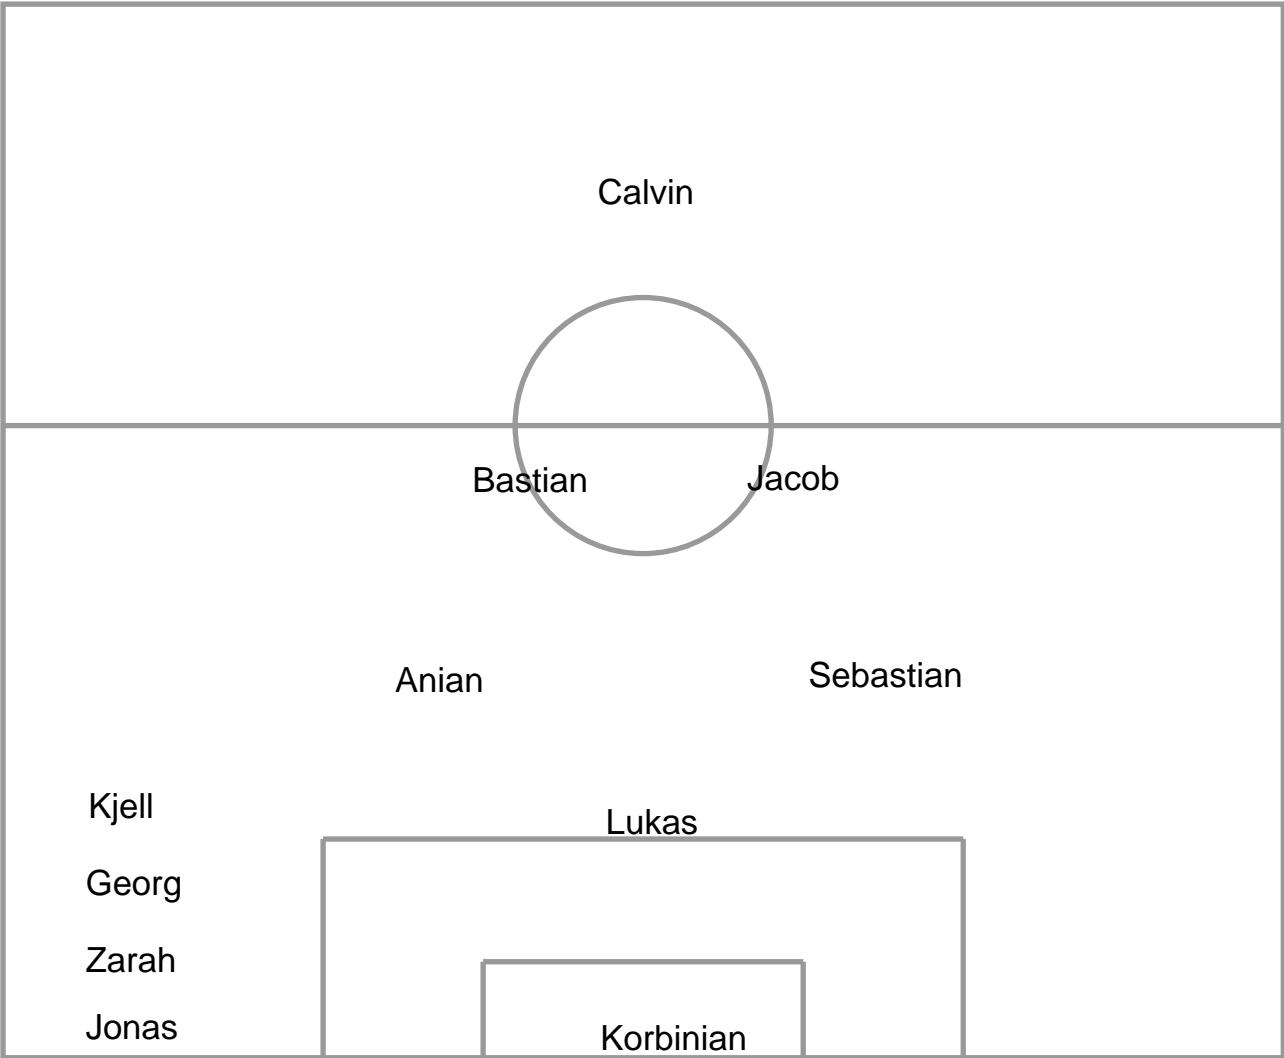 Calvin
Bastian Jacob
Anian Sebastian
Kjell Lukas
Georg
Zarah
Jonas Korbinian